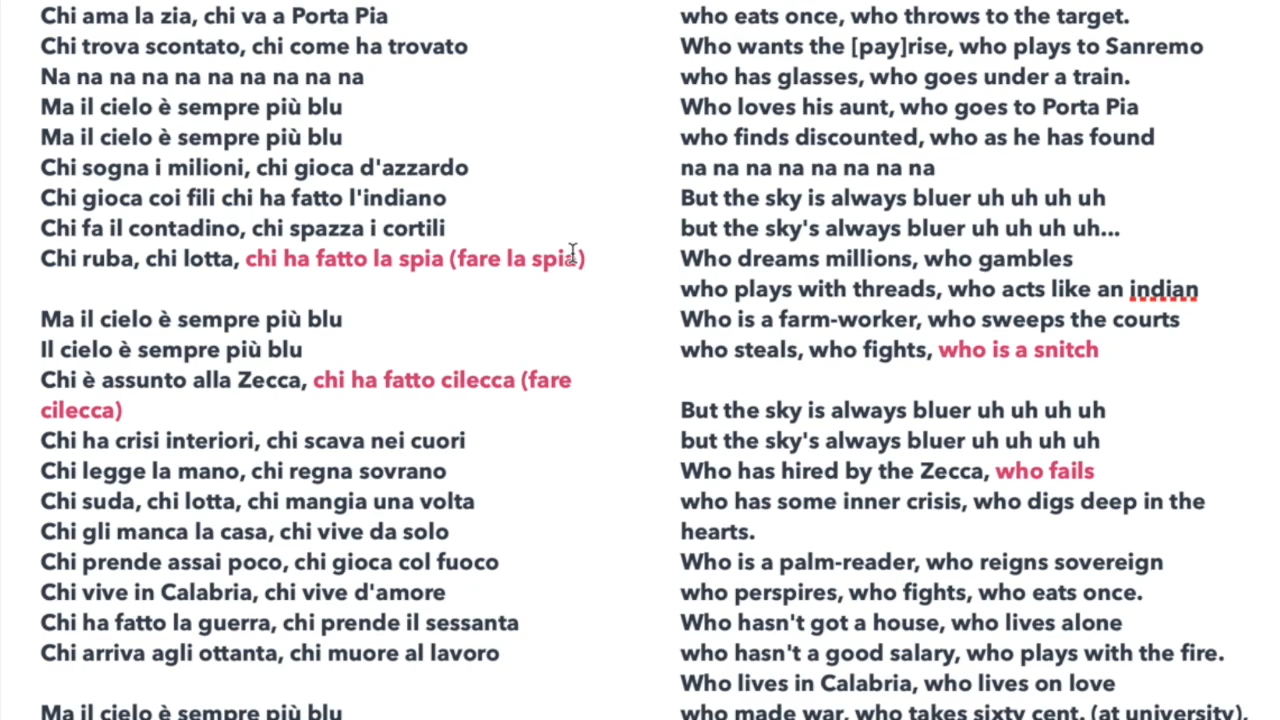 Chi ama la zia, chi va a Porta Pia
Chi trova scontato, chi come ha trovato
Na na na na na na na na na na
Ma il cielo è sempre più blu
Ma il cielo è sempre più blu
Chi sogna i milioni, chi gioca d'azzardo
Chi gioca coi fili chi ha fatto l'indiano
Chi fa il contadino, chi spazza i cortili
Chi ruba, chi lotta, chi ha fatto la spia (fare la spia)
Ma il cielo è sempre più blu
Il cielo è sempre più blu
Chi è assunto alla Zecca, chi ha fatto cilecca (fare
cilecca)
Chi ha crisi interiori, chi scava nei cuori
Chi legge la mano, chi regna sovrano
Chi suda, chi lotta, chi mangia una volta
Chi gli manca la casa, chi vive da solo
Chi prende assai poco, chi gioca col fuoco
Chi vive in Calabria, chi vive d'amore
Chi ha fatto la guerra, chi prende il sessanta
Chi arriva agli ottanta, chi muore al lavoro
Ma il cielo è sempre più blu
who eats once, who throws to the target.
Who wants the [pay]rise, who plays to Sanremo
who has glasses, who goes under a train.
Who loves his aunt, who goes to Porta Pia
who finds discounted, who as he has found
na na na na na na na na
But the sky is always bluer uh uh uh uh
but the sky's always bluer uh uh uh uh...
Who dreams millions, who gambles
who plays with threads, who acts like an indian
Who is a farm-worker, who sweeps the courts
who steals, who fights, who is a snitch
But the sky is always bluer uh uh uh uh
but the sky's always bluer uh uh uh uh
Who has hired by the Zecca, who fails
who has some inner crisis, who digs deep in the
hearts.
Who is a palm-reader, who reigns sovereign
who perspires, who fights, who eats once.
Who hasn't got a house, who lives alone
who hasn't a good salary, who plays with the fire.
Who lives in Calabria, who lives on love
who made war, who takes sixty cent. (at university),